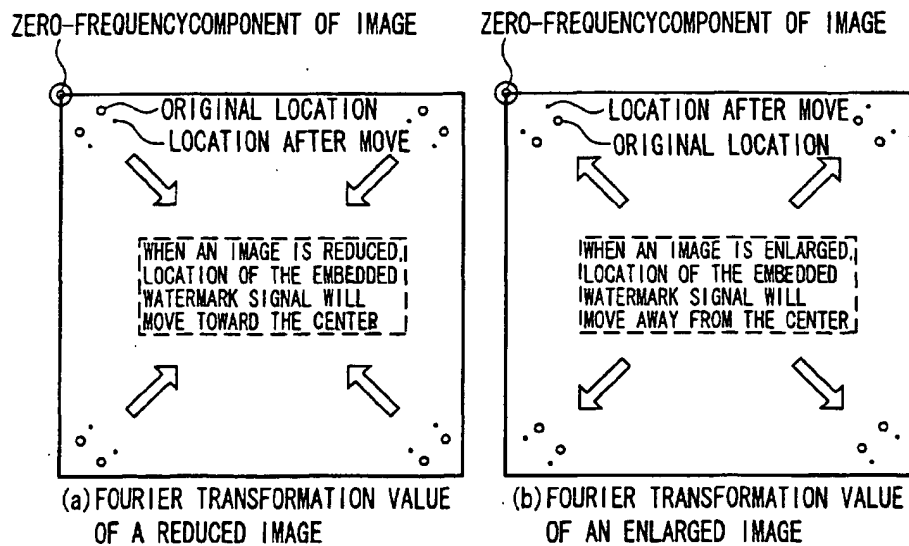 ZERO-FREQUENCYCOMPONENT OF IMAGE
ORIGINAL LOCATION
LOCATION AFTER MOVE
WHEN AN IMAGE IS REDUCED,
LOCATION OF THE EMBEDDED
WATERMARK SIGNAL WILL
MOVE TOWARD THE CENTER
(a) FOURIER TRANSFORMATION VALUE
OF A REDUCED IMAGE
ZERO-FREQUENCYCOMPONENT OF IMAGE
LOCATION AFTER MOVE
ORIGINAL LOCATION
WHEN AN IMAGE IS ENLARGED,
LOCATION OF THE EMBEDDED
WATERMARK SIGNAL WILL
MOVE AWAY FROM THE CENTER
(b) FOURIER TRANSFORMATION VALUE
OF AN ENLARGED IMAGE